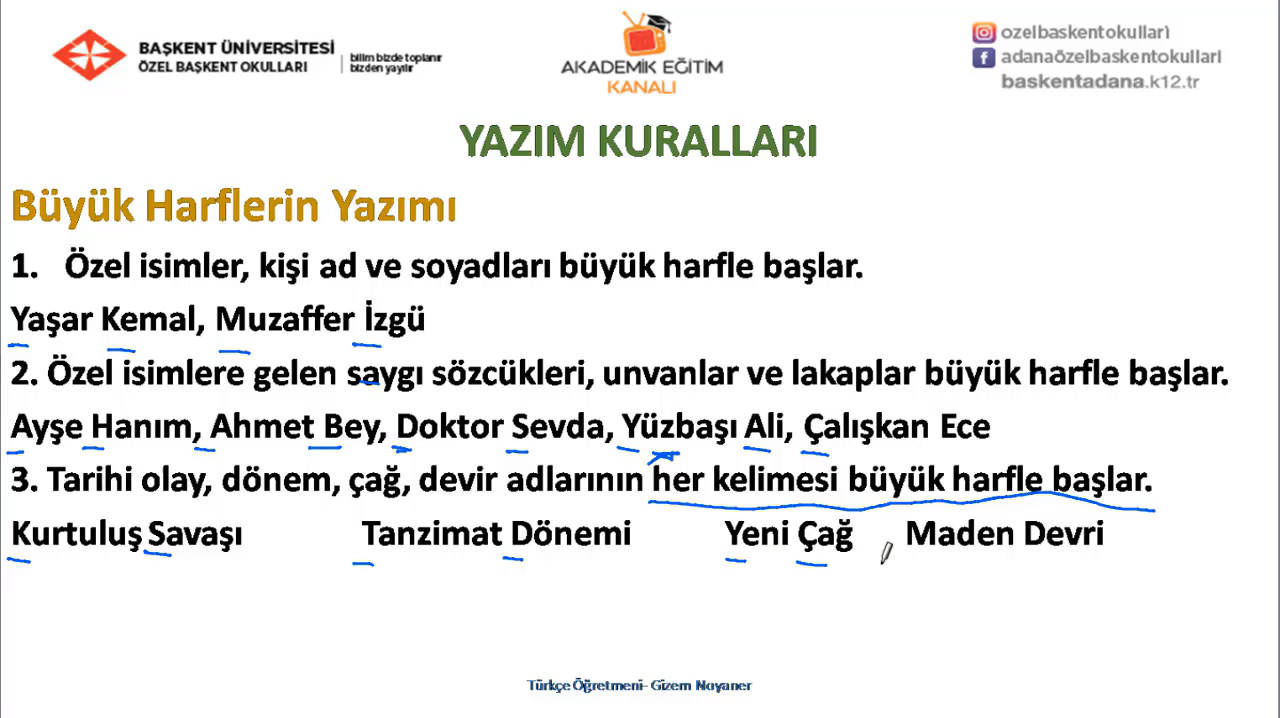 BAŞKENT ÜNİVERSİTESİ
ÖZEL BAŞKENT OKULLARI
bilim bizde toplanır
bizden yayılır
AKADEMİK EĞİTİM
KANALI
ozelbaskentokulları
adanaözelbaskentokullari
baskentadana.k12.tr
YAZIM KURALLARI
Büyük Harflerin Yazımı
1. Özel isimler, kişi ad ve soyadları büyük harfle başlar.
Yaşar Kemal, Muzaffer İzgü
2. Özel isimlere gelen saygı sözcükleri, unvanlar ve lakaplar büyük harfle başlar.
Ayşe Hanım, Ahmet Bey, Doktor Sevda, Yüzbaşı Ali, Çalışkan Ece
3. Tarihi olay, dönem, çağ, devir adlarının her kelimesi büyük harfle başlar.
Kurtuluş Savaşı Tanzimat Dönemi Yeni Çağ Maden Devri
Türkçe Öğretmeni- Gizem Noyaner